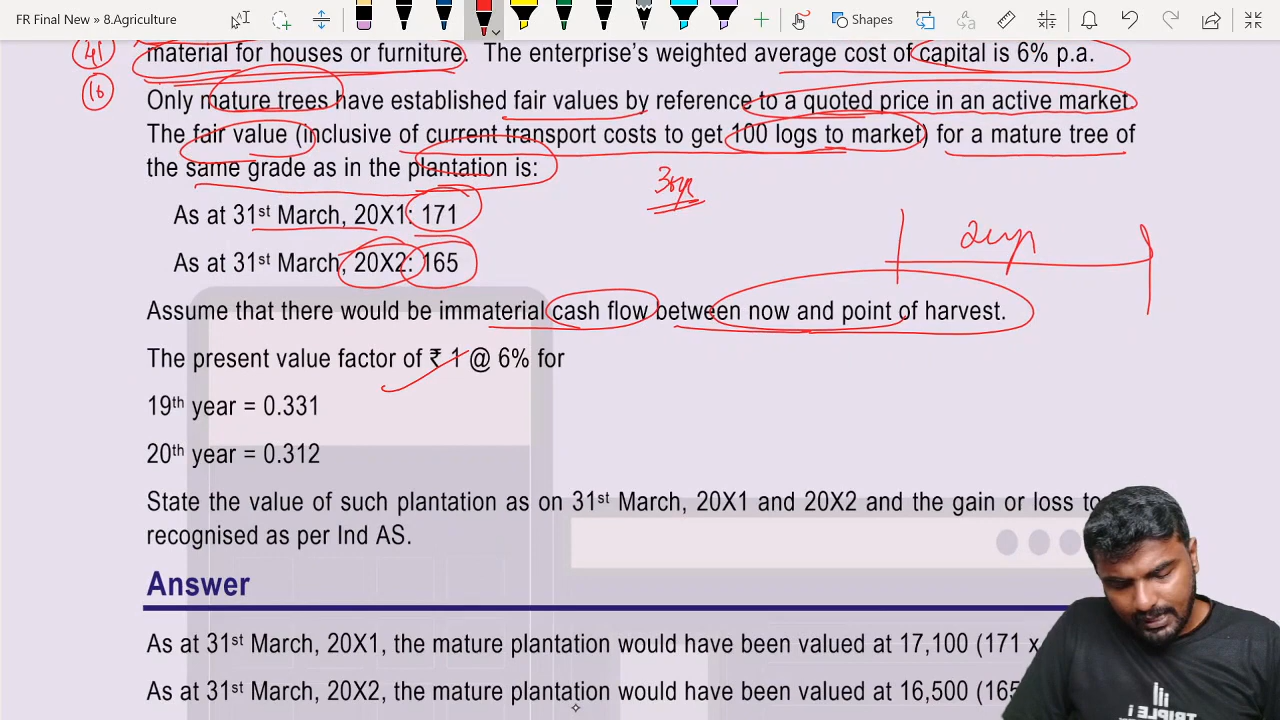 FR Final New » 8.Agriculture
Shapes
41
material for houses or furniture. The enterprise's weighted average cost of capital is 6% p.a.
16
Only mature trees have established fair values by reference to a quoted price in an active market
The fair value (inclusive of current transport costs to get 100 logs to market) for a mature tree of
the same grade as in the plantation is:
As at 31st March, 20X1: 171
As at 31st March, 20X2: 165
Assume that there would be immaterial cash flow between now and point of harvest.
The present value factor of ₹ 1 @ 6% for
19th year = 0.331
20th year = 0.312
State the value of such plantation as on 31st March, 20X1 and 20X2 and the gain or loss to
recognised as per Ind AS.
Answer
As at 31st March, 20X1, the mature plantation would have been valued at 17,100 (171 x
As at 31st March, 20X2, the mature plantation would have been valued at 16,500 (165
TRIPLE i